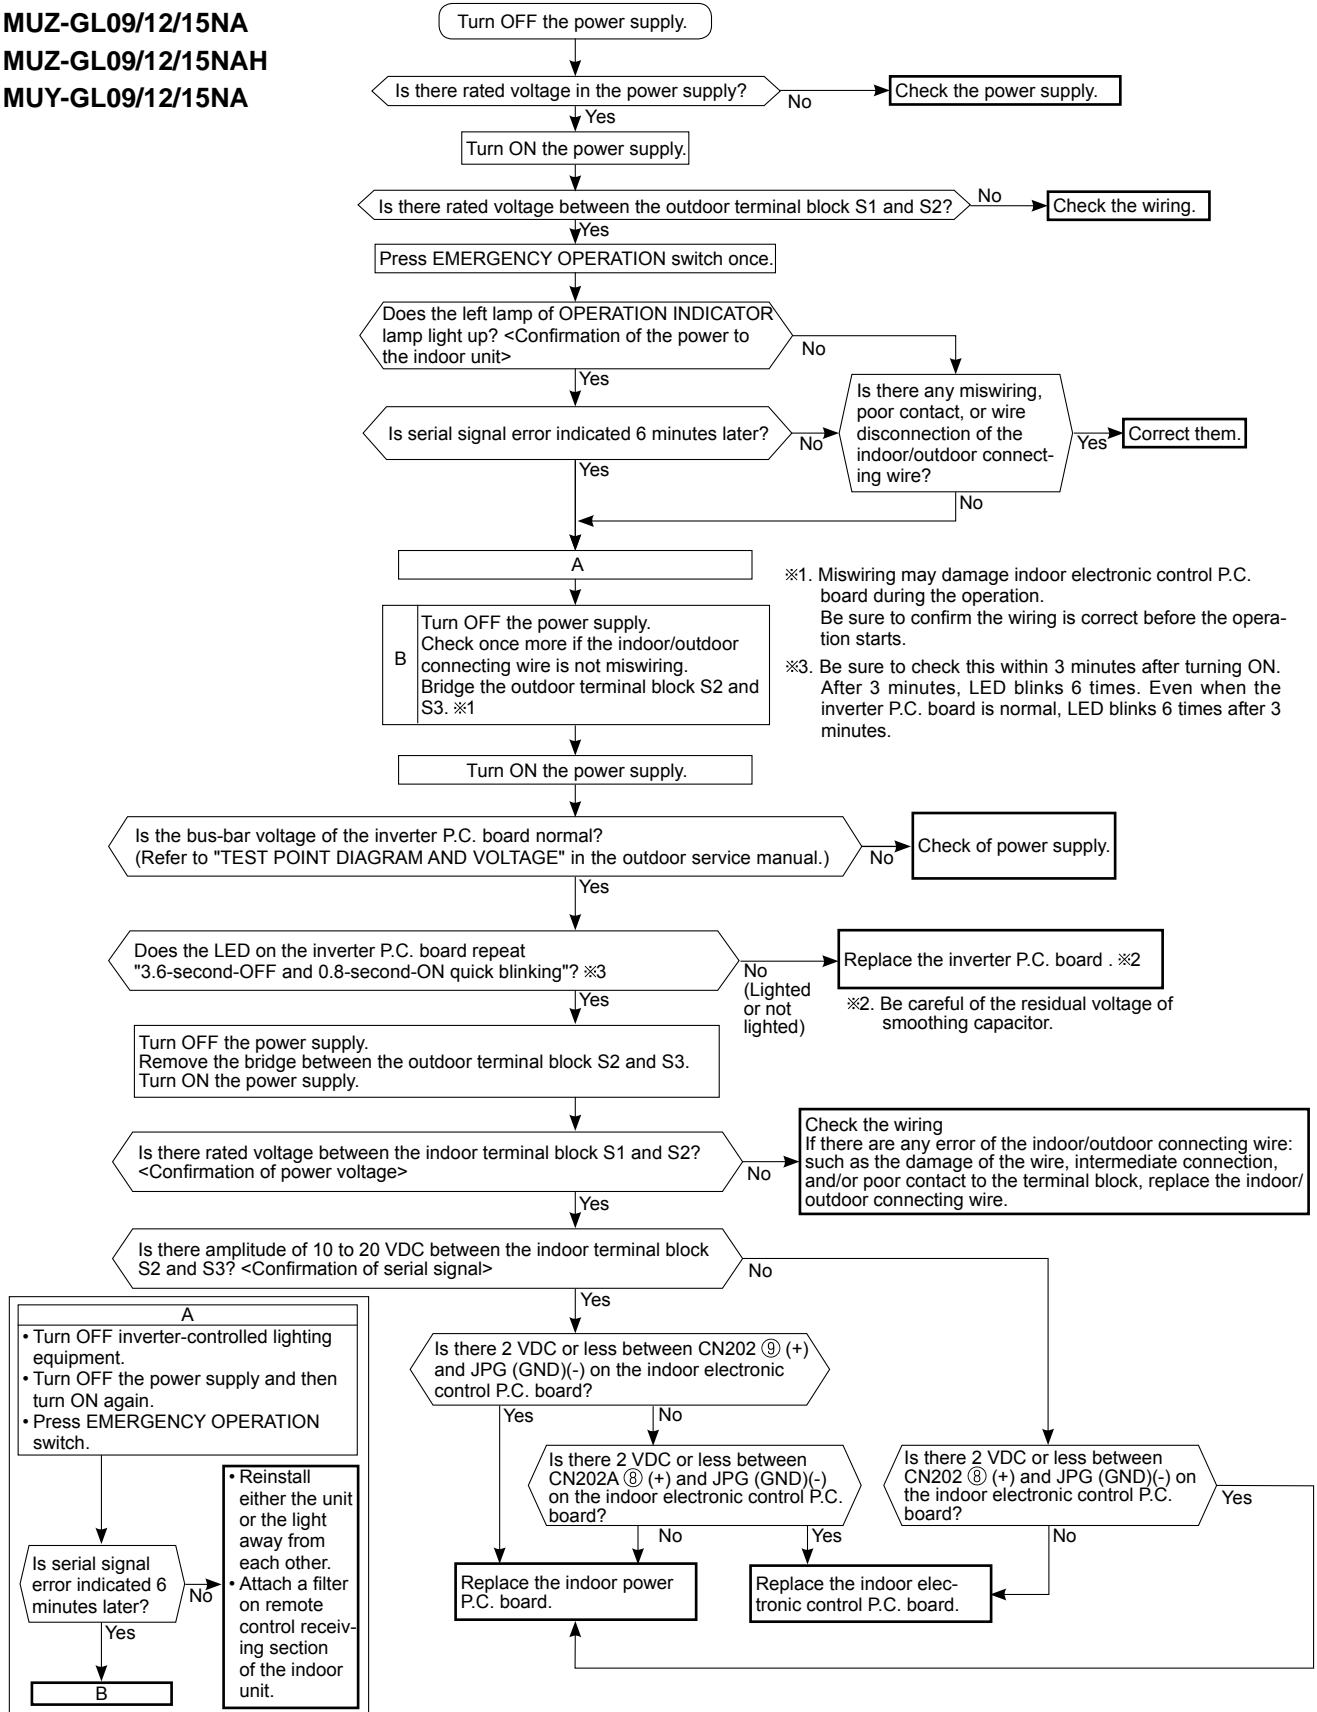 MUZ-GL09/12/15NA
MUZ-GL09/12/15NAH
MUY-GL09/12/15NA
Turn OFF the power supply.
Is there rated voltage in the power supply?
No
Check the power supply.
Yes
Turn ON the power supply.
Is there rated voltage between the outdoor terminal block S1 and S2?
No
Check the wiring.
Yes
Press EMERGENCY OPERATION switch once.
Does the left lamp of OPERATION INDICATOR
lamp light up? <Confirmation of the power to
the indoor unit>
No
Yes
Is serial signal error indicated 6 minutes later?
No
Is there any miswiring,
poor contact, or wire
disconnection of the
indoor/outdoor connect-
ing wire?
Yes
Correct them.
Yes
No
A
B
Turn OFF the power supply.
Check once more if the indoor/outdoor
connecting wire is not miswiring.
Bridge the outdoor terminal block S2 and
S3. ※1
※1. Miswiring may damage indoor electronic control P.C.
board during the operation.
Be sure to confirm the wiring is correct before the opera-
tion starts.
※3. Be sure to check this within 3 minutes after turning ON.
After 3 minutes, LED blinks 6 times. Even when the
inverter P.C. board is normal, LED blinks 6 times after 3
minutes.
Turn ON the power supply.
Is the bus-bar voltage of the inverter P.C. board normal?
(Refer to "TEST POINT DIAGRAM AND VOLTAGE" in the outdoor service manual.)
No
Check of power supply.
Yes
Does the LED on the inverter P.C. board repeat
"3.6-second-OFF and 0.8-second-ON quick blinking"? ※3
No
(Lighted
or not
lighted)
Replace the inverter P.C. board . ※2
※2. Be careful of the residual voltage of
smoothing capacitor.
Yes
Turn OFF the power supply.
Remove the bridge between the outdoor terminal block S2 and S3.
Turn ON the power supply.
Is there rated voltage between the indoor terminal block S1 and S2?
<Confirmation of power voltage>
No
Check the wiring
If there are any error of the indoor/outdoor connecting wire:
such as the damage of the wire, intermediate connection,
and/or poor contact to the terminal block, replace the indoor/
outdoor connecting wire.
Yes
Is there amplitude of 10 to 20 VDC between the indoor terminal block
S2 and S3? <Confirmation of serial signal>
No
Yes
Is there 2 VDC or less between CN202 ⑨ (+)
and JPG (GND)(-) on the indoor electronic
control P.C. board?
Yes
No
Is there 2 VDC or less between
CN202A ⑧ (+) and JPG (GND)(-)
on the indoor electronic control P.C.
board?
No
Yes
Is there 2 VDC or less between
CN202 ⑧ (+) and JPG (GND)(-) on
the indoor electronic control P.C.
board?
Yes
No
Replace the indoor power
P.C. board.
Replace the indoor elec-
tronic control P.C. board.
A
• Turn OFF inverter-controlled lighting
equipment.
• Turn OFF the power supply and then
turn ON again.
• Press EMERGENCY OPERATION
switch.
Is serial signal
error indicated 6
minutes later?
No
Yes
B
• Reinstall
either the unit
or the light
away from
each other.
• Attach a filter
on remote
control receiv-
ing section
of the indoor
unit.